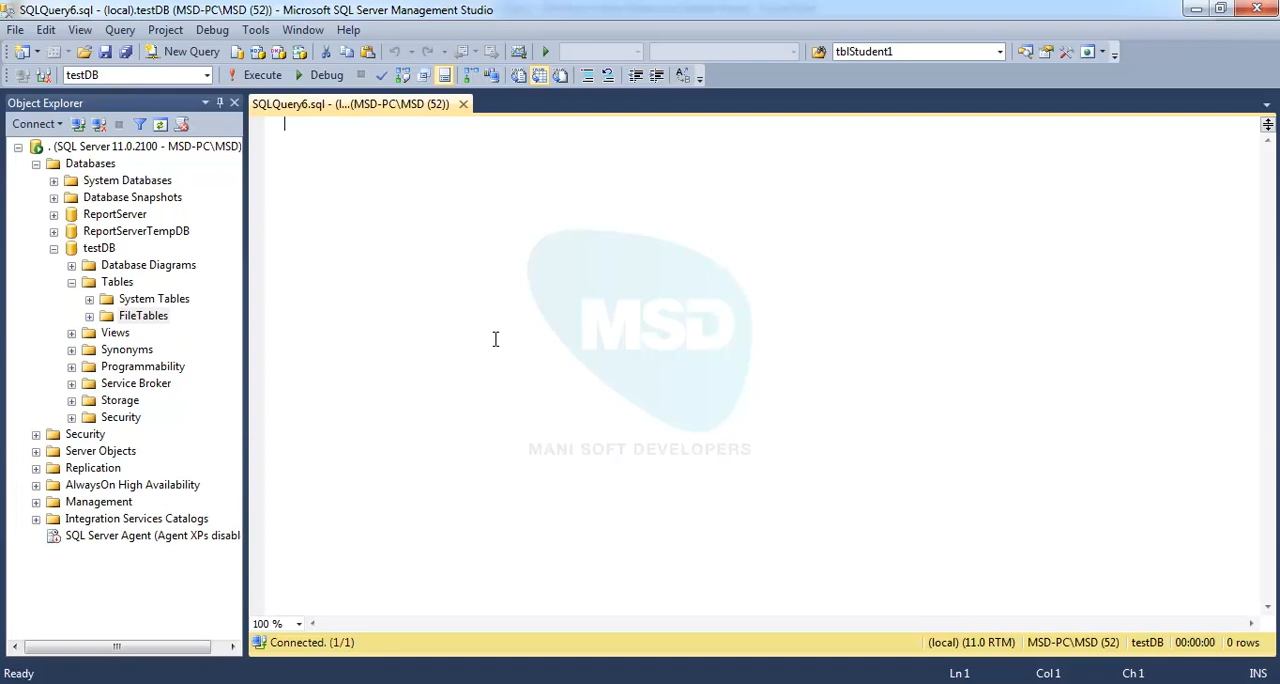 SQLQuery6.sql - (local).testDB (MSD-PC\MSD (52)) - Microsoft SQL Server Management Studio
File Edit View Query Project Debug Tools Window Help
New Query tblStudent1
testDB Execute Debug
Object Explorer
SQLQuery6.sql - (l...(MSD-PC\MSD (52))
Connect
. (SQL Server 11.0.2100 - MSD-PC\MSD)
Databases
System Databases
Database Snapshots
ReportServer
ReportServerTempDB
testDB
Database Diagrams
Tables
System Tables
FileTables
Views
Synonyms
Programmability
Service Broker
Storage
Security
Security
Server Objects
Replication
AlwaysOn High Availability
Management
Integration Services Catalogs
SQL Server Agent (Agent XPs disabl
MSD
MANI SOFT DEVELOPERS
100 %
Connected. (1/1) (local) (11.0 RTM) MSD-PC\MSD (52) testDB 00:00:00 0 rows
Ready Ln 1 Col 1 Ch 1 INS